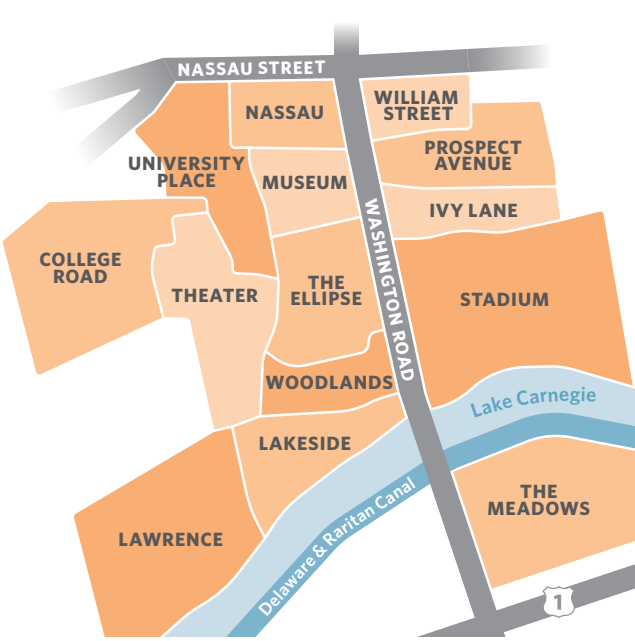 NASSAU STREET
NASSAU
WILLIAM
STREET
PROSPECT
AVENUE
UNIVERSITY
PLACE
MUSEUM
IVY LANE
WASHINGTON ROAD
COLLEGE
ROAD
THEATER
THE
ELLIPSE
STADIUM
WOODLANDS
Lake Carnegie
LAKESIDE
THE
MEADOWS
LAWRENCE
Delaware & Raritan Canal
1